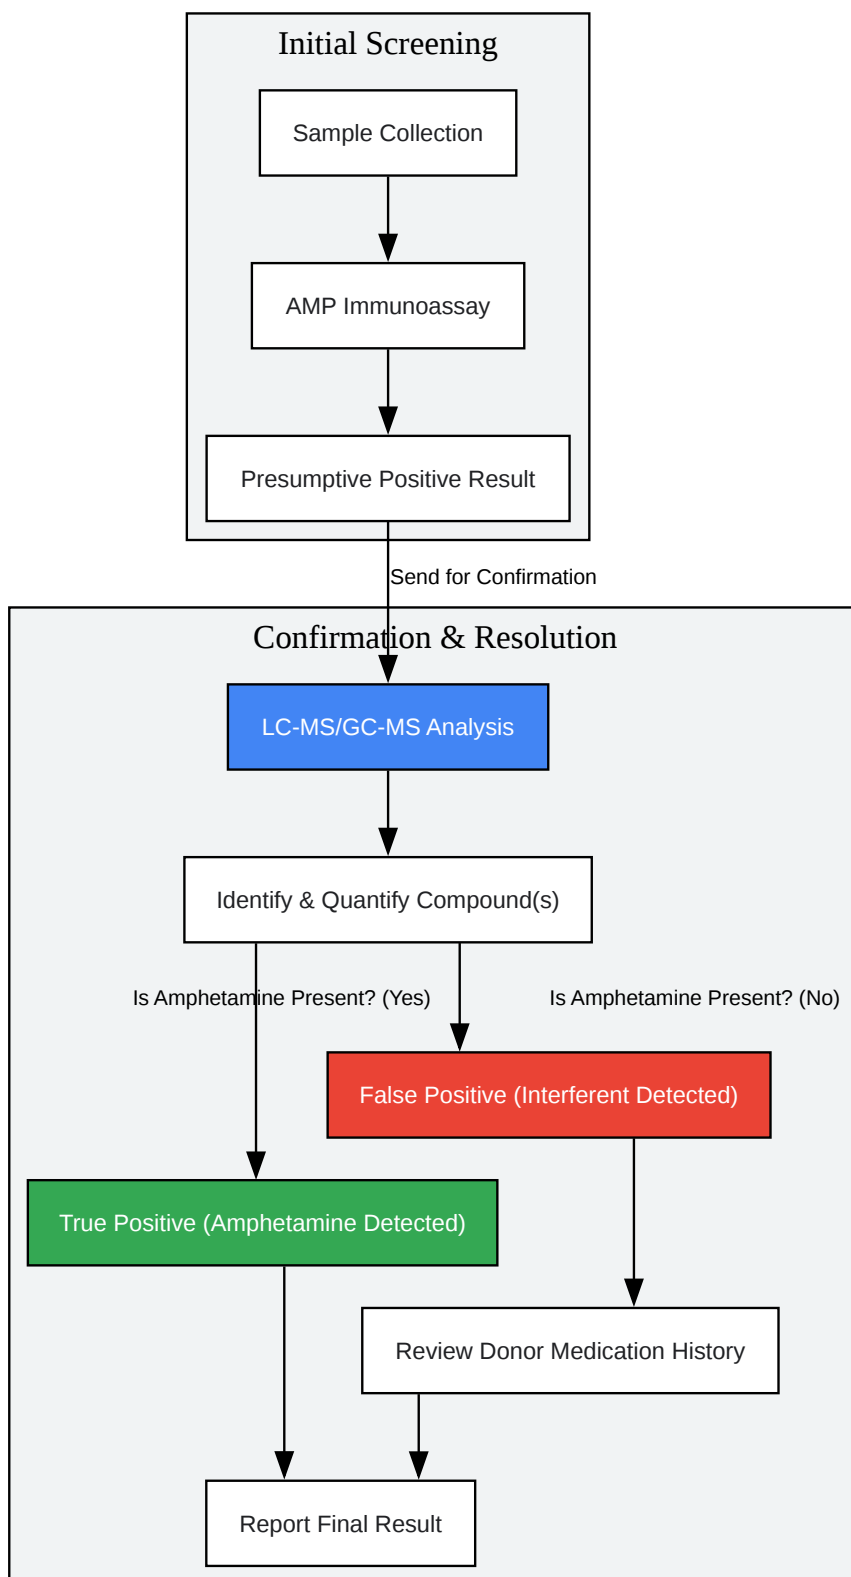 Initial Screening
Sample Collection
AMP Immunoassay
Presumptive Positive Result
Send for Confirmation
Confirmation & Resolution
LC-MS/GC-MS Analysis
Identify & Quantify Compound(s)
Is Amphetamine Present? (Yes)
Is Amphetamine Present? (No)
False Positive (Interferent Detected)
True Positive (Amphetamine Detected)
Review Donor Medication History
Report Final Result